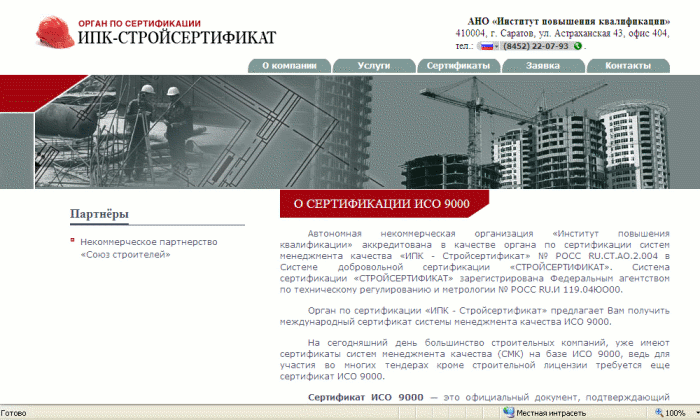 ОРГАН ПО СЕРТИФИКАЦИИ
ИПК-СТРОЙСЕРТИФИКАТ
АНО «Институт повышения квалификации»
410004, г. Саратов, ул. Астраханская 43, офис 404,
тел.: (8452) 22-07-93 .
О компании
Услуги
Сертификаты
Заявка
Контакты
Партнёры
Некоммерческое партнерство
«Союз строителей»
О СЕРТИФИКАЦИИ ИСО 9000
Автономная некоммерческая организация «Институт повышения
квалификации» аккредитована в качестве органа по сертификации систем
менеджмента качества «ИПК - Стройсертификат» № РОСС RU.СТ.АО.2.004 в
Системе добровольной сертификации «СТРОЙСЕРТИФИКАТ». Система
сертификации «СТРОЙСЕРТИФИКАТ» зарегистрирована Федеральным агентством
по техническому регулированию и метрологии № РОСС RU.И 119.04ЮО00.
Орган по сертификации «ИПК - Стройсертификат» предлагает Вам получить
международный сертификат системы менеджмента качества ИСО 9000.
На сегодняшний день большинство строительных компаний, уже имеют
сертификаты систем менеджмента качества (СМК) на базе ИСО 9000, ведь для
участия во многих тендерах кроме строительной лицензии требуется еще
сертификат ИСО 9000.
Сертификат ИСО 9000 — это официальный документ, подтверждающий
Готово
Местная интрасеть
100%